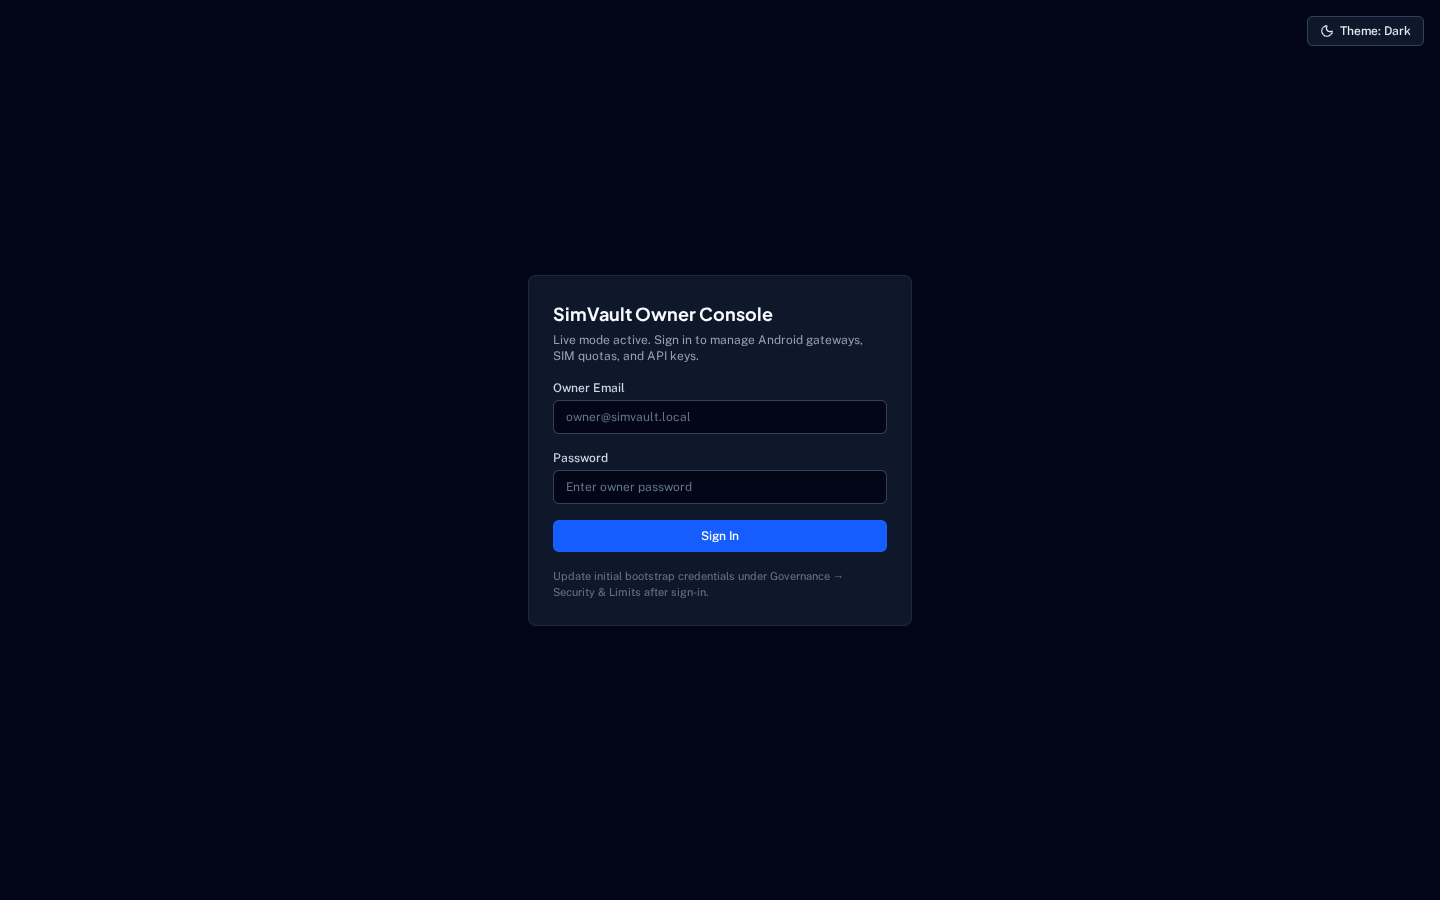 Theme: Dark
SimVault Owner Console
Live mode active. Sign in to manage Android gateways,
SIM quotas, and API keys.
Owner Email
owner@simvault.local
Password
Enter owner password
Sign In
Update initial bootstrap credentials under Governance →
Security & Limits after sign-in.